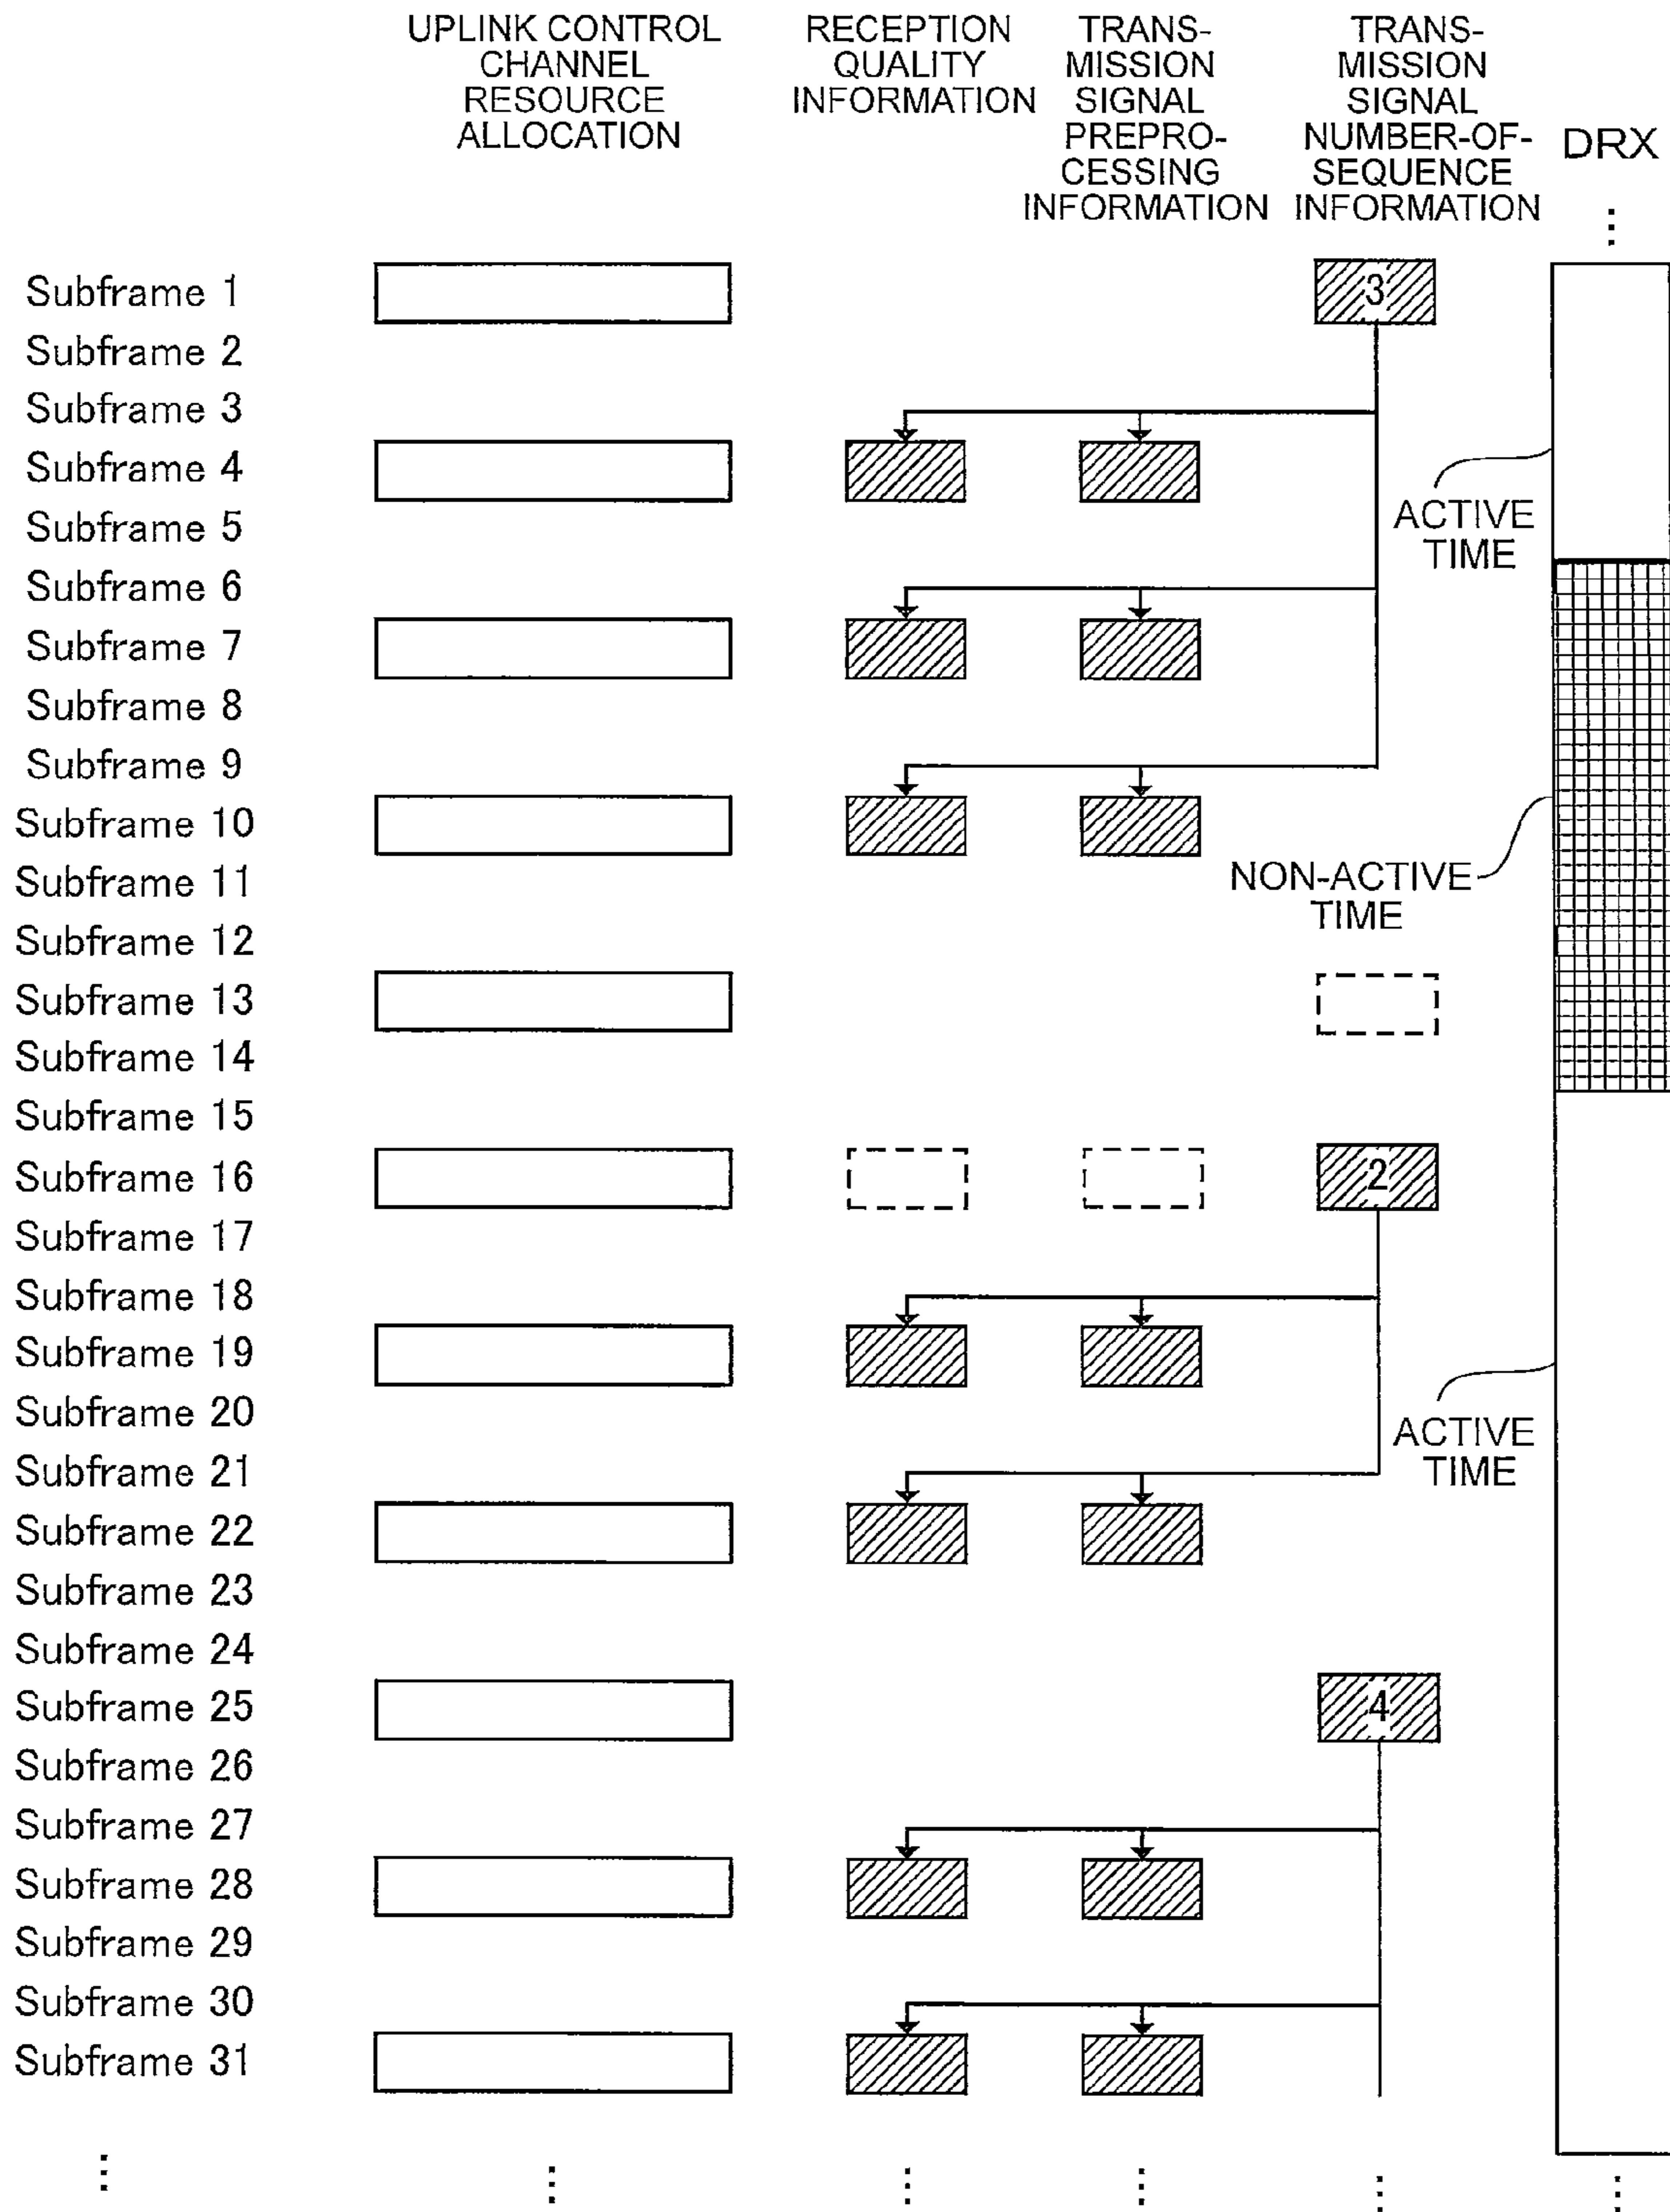 UPLINK CONTROL
CHANNEL
RESOURCE
ALLOCATION
RECEPTION
QUALITY
INFORMATION
TRANS-
MISSION
SIGNAL
PREPRO-
CESSING
INFORMATION
TRANS-
MISSION
SIGNAL
NUMBER-OF-
SEQUENCE
INFORMATION
DRX
Subframe 1
3
Subframe 2
Subframe 3
Subframe 4
ACTIVE
TIME
Subframe 5
Subframe 6
Subframe 7
Subframe 8
Subframe 9
Subframe 10
Subframe 11
NON-ACTIVE
TIME
Subframe 12
Subframe 13
Subframe 14
Subframe 15
Subframe 16
2
Subframe 17
Subframe 18
Subframe 19
Subframe 20
ACTIVE
TIME
Subframe 21
Subframe 22
Subframe 23
Subframe 24
Subframe 25
4
Subframe 26
Subframe 27
Subframe 28
Subframe 29
Subframe 30
Subframe 31